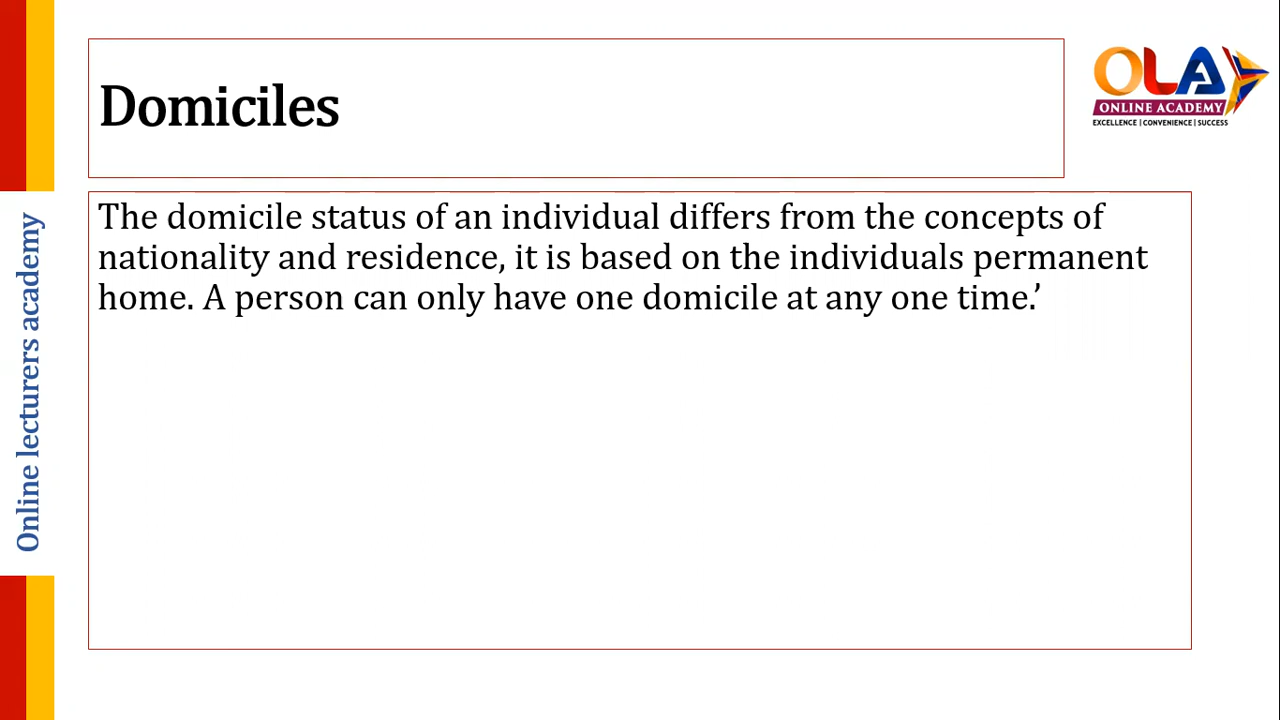 Domiciles
OLA
ONLINE ACADEMY
EXCELLENCE | CONVENIENCE | SUCCESS
The domicile status of an individual differs from the concepts of
nationality and residence, it is based on the individuals permanent
home. A person can only have one domicile at any one time.’
Online lecturers academy